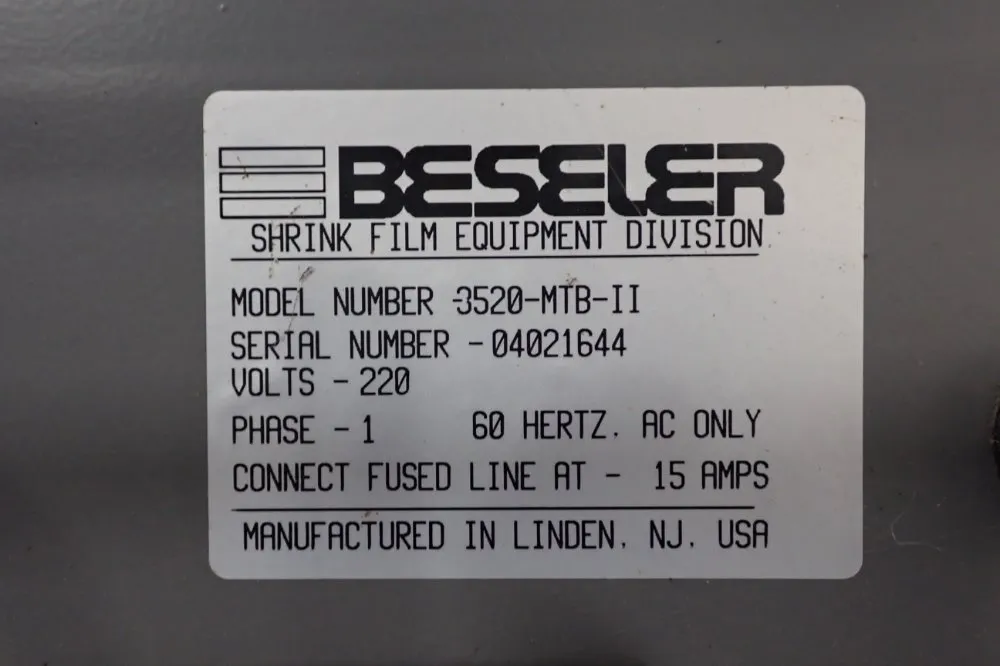 BESELER
SHRINK FILM EQUIPMENT DIVISION
MODEL NUMBER -3520-MTB-II
SERIAL NUMBER - 04021644
VOLTS - 220
PHASE - 1 60 HERTZ. AC ONLY
CONNECT FUSED LINE AT - 15 AMPS
MANUFACTURED IN LINDEN. NJ. USA